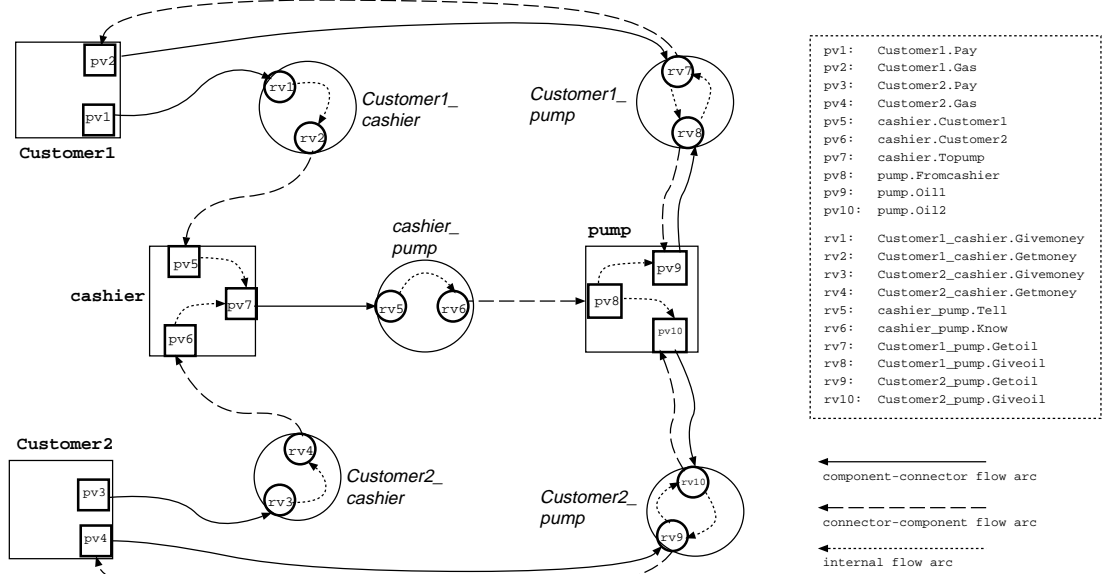 pv2
pv1
Customer1
rv1
rv2
Customer1_
cashier
Customer1_
pump
rv7
rv8
pv5
pv7
pv6
cashier
cashier_
pump
rv5
rv6
pump
pv9
pv8
pv10
Customer2
pv3
pv4
rv4
rv3
Customer2_
cashier
Customer2_
pump
rv10
rv9
pv1: Customer1.Pay
pv2: Customer1.Gas
pv3: Customer2.Pay
pv4: Customer2.Gas
pv5: cashier.Customer1
pv6: cashier.Customer2
pv7: cashier.Topump
pv8: pump.Fromcashier
pv9: pump.Oil1
pv10: pump.Oil2
rv1: Customer1_cashier.Givemoney
rv2: Customer1_cashier.Getmoney
rv3: Customer2_cashier.Givemoney
rv4: Customer2_cashier.Getmoney
rv5: cashier_pump.Tell
rv6: cashier_pump.Know
rv7: Customer1_pump.Getoil
rv8: Customer1_pump.Giveoil
rv9: Customer2_pump.Getoil
rv10: Customer2_pump.Giveoil
component-connector flow arc
connector-component flow arc
internal flow arc